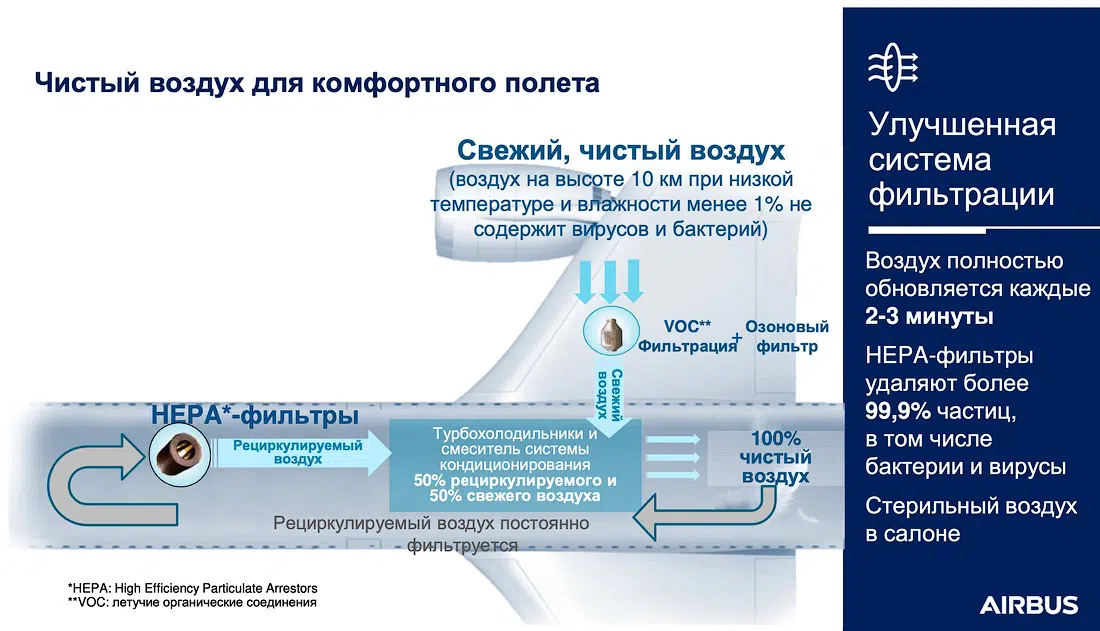 Чистый воздух для комфортного полета
Свежий, чистый воздух
(воздух на высоте 10 км при низкой
температуре и влажности менее 1% не
содержит вирусов и бактерий)
VOC**
Фильтрация
+
Озоновый
фильтр
Свежий
воздух
HEPA*-фильтры
Рециркулируемый
воздух
Турбохолодильники и
смеситель системы
кондиционирования
50% рециркулируемого и
50% свежего воздуха
100%
чистый
воздух
Рециркулируемый воздух постоянно
фильтруется
*HEPA: High Efficiency Particulate Arrestors
**VOC: летучие органические соединения
Улучшенная
система
фильтрации
Воздух полностью
обновляется каждые
2-3 минуты
HEPA-фильтры
удаляют более
99,9% частиц,
в том числе
бактерии и вирусы
Стерильный воздух
в салоне
AIRBUS